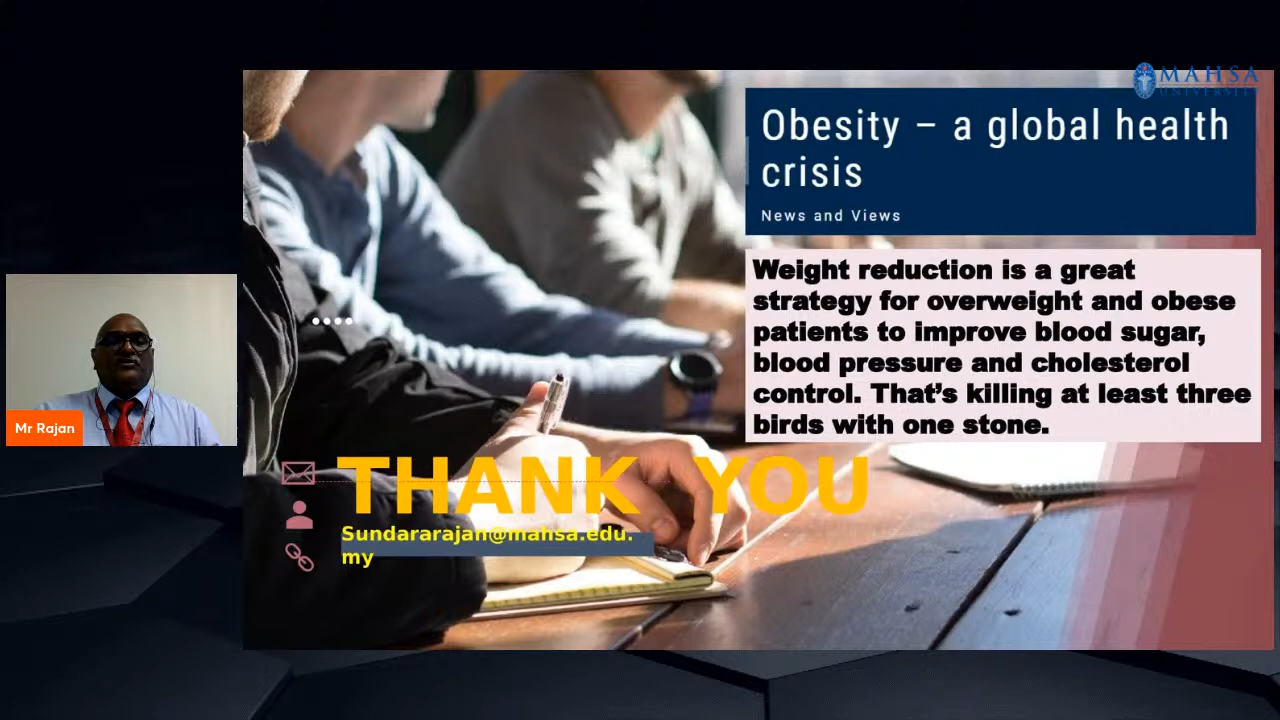 MAHSA
UNIVERSITY
Obesity – a global health
crisis
News and Views
Weight reduction is a great
strategy for overweight and obese
patients to improve blood sugar,
blood pressure and cholesterol
control. That’s killing at least three
birds with one stone.
Mr Rajan
THANK YOU
Sundararajan@mahsa.edu.
my